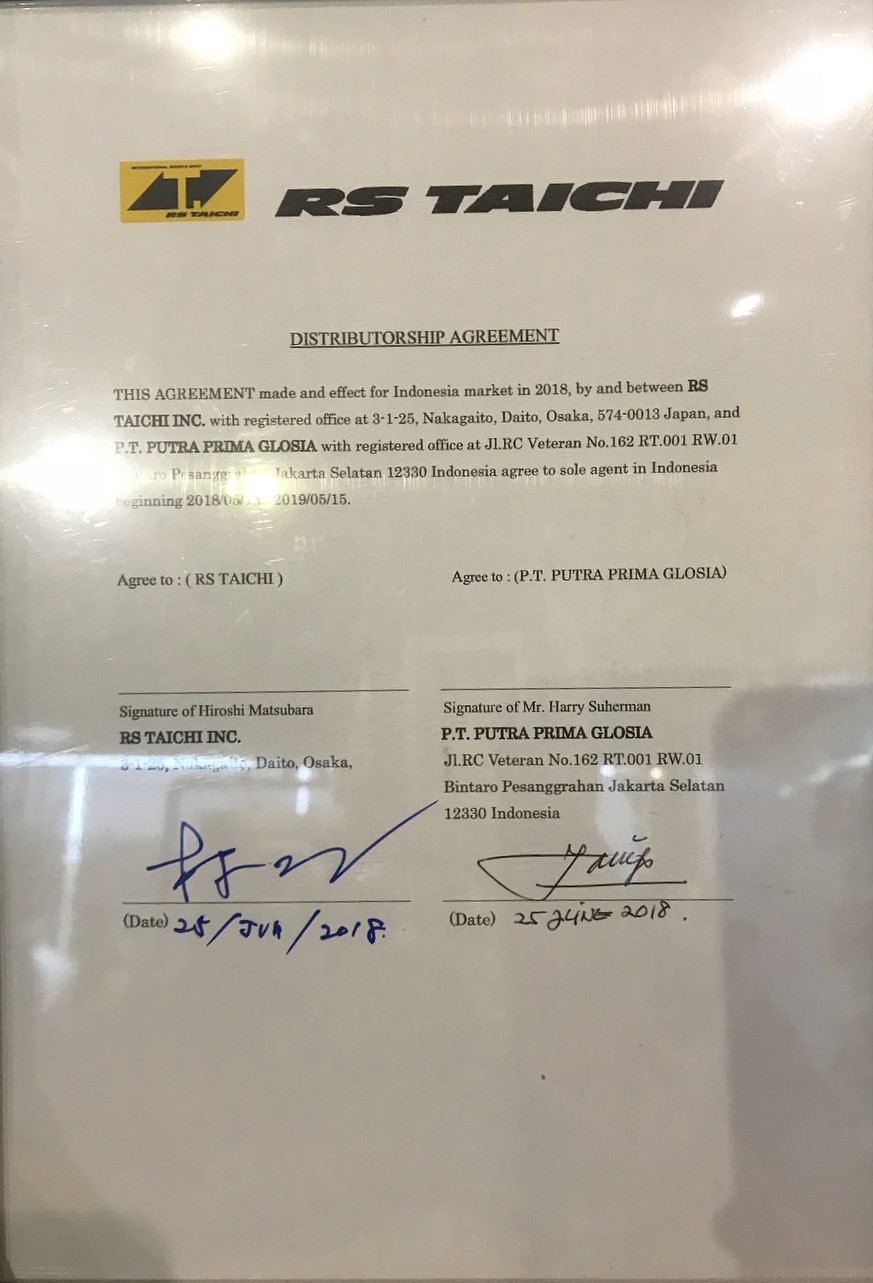 RS TAICHI
RS TAICHI
DISTRIBUTORSHIP AGREEMENT
THIS AGREEMENT made and effect for Indonesia market in 2018, by and between RS
TAICHI INC. with registered office at 3-1-25, Nakagaito, Daito, Osaka, 574-0013 Japan, and
P.T. PUTRA PRIMA GLOSIA with registered office at Jl.RC Veteran No.162 RT.001 RW.01
Jakarta Selatan 12330 Indonesia agree to sole agent in Indonesia
beginning 2019/05/15.
Agree to : ( RS TAICHI )
Agree to : (P.T. PUTRA PRIMA GLOSIA)
Signature of Hiroshi Matsubara
RS TAICHI INC.
Daito, Osaka,
Signature of Mr. Harry Suherman
P.T. PUTRA PRIMA GLOSIA
Jl.RC Veteran No.162 RT.001 RW.01
Bintaro Pesanggrahan Jakarta Selatan
12330 Indonesia
(Date) 25/JUN/2018.
(Date) 25 JUNE 2018.